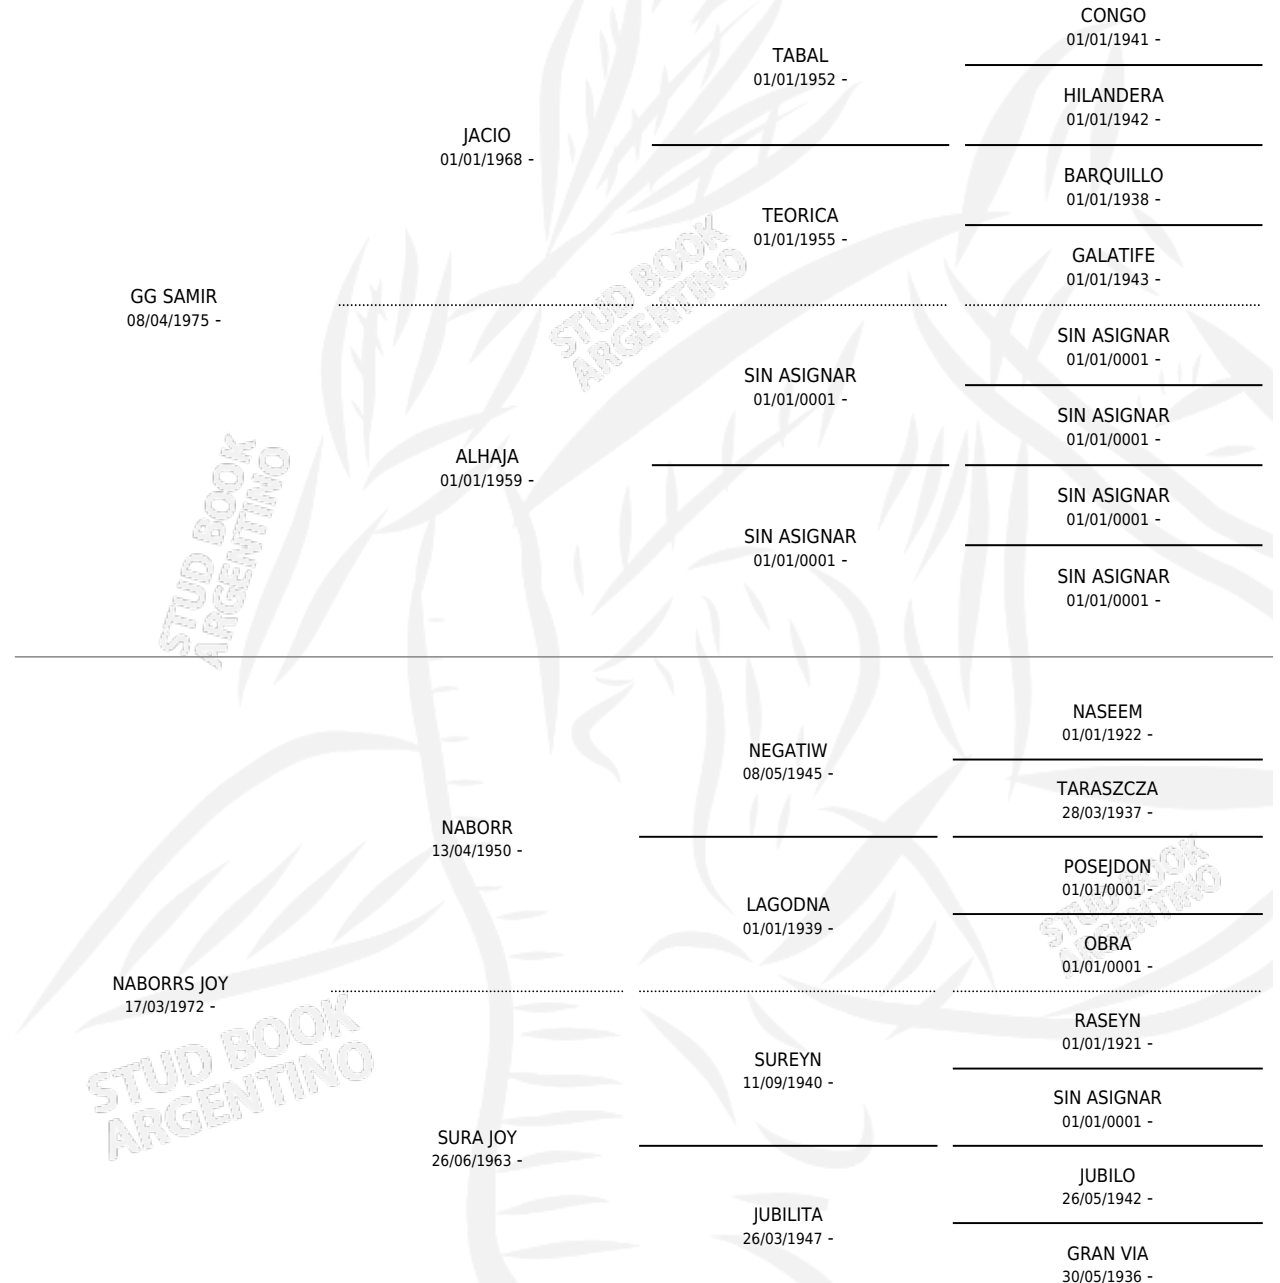 CONGO
01/01/1941 -
TABAL
01/01/1952 -
HILANDERA
01/01/1942 -
JACIO
01/01/1968 -
BARQUILLO
01/01/1938 -
TEORICA
01/01/1955 -
GALATIFE
01/01/1943 -
GG SAMIR
08/04/1975 -
SIN ASIGNAR
01/01/0001 -
SIN ASIGNAR
01/01/0001 -
SIN ASIGNAR
01/01/0001 -
ALHAJA
01/01/1959 -
SIN ASIGNAR
01/01/0001 -
SIN ASIGNAR
01/01/0001 -
SIN ASIGNAR
01/01/0001 -
STUD BOOK
ARGENTINO
STUD BOOK
ARGENTINO
NASEEM
01/01/1922 -
NEGATIW
08/05/1945 -
TARASZCZA
28/03/1937 -
NABORR
13/04/1950 -
POSEJDON
01/01/0001 -
LAGODNA
01/01/1939 -
OBRA
01/01/0001 -
NABORRS JOY
17/03/1972 -
RASEYN
01/01/1921 -
SUREYN
11/09/1940 -
SIN ASIGNAR
01/01/0001 -
SURA JOY
26/06/1963 -
JUBILO
26/05/1942 -
JUBILITA
26/03/1947 -
GRAN VIA
30/05/1936 -
STUD BOOK
ARGENTINO
STUD BOOK
ARGENTINO